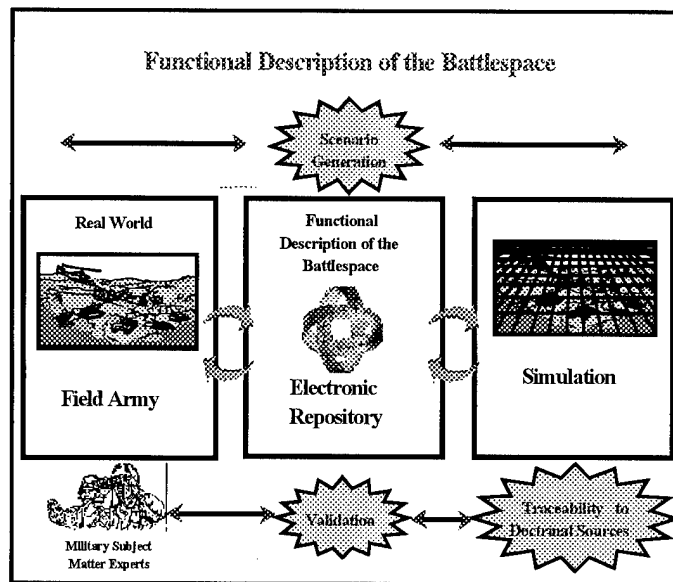 Functional Description of the Battlespace
Scenario
Generation
Real World
Field Army
Functional
Description of the
Battlespace
Electronic
Repository
Simulation
Military Subject
Matter Experts
Validation
Traceability to
Doctrinal Sources